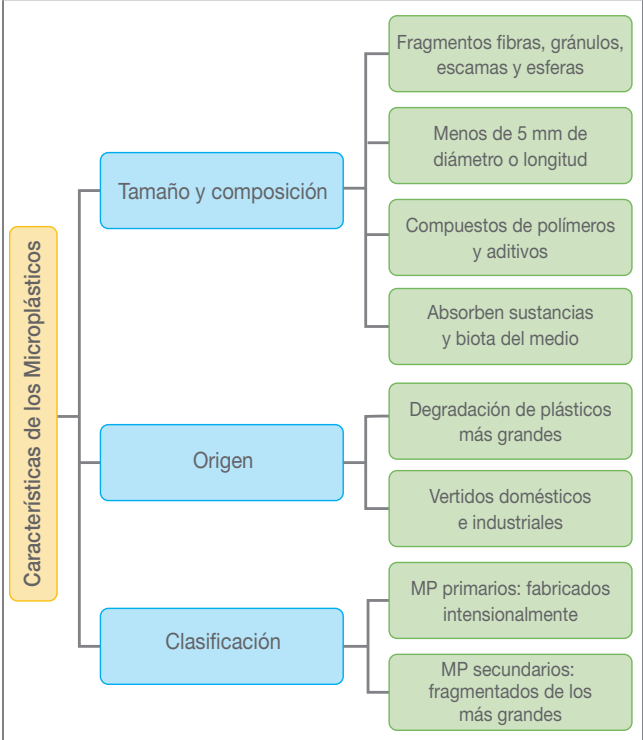 Características de los Microplásticos
Tamaño y composición
Fragmentos fibras, gránulos,
escamas y esferas
Menos de 5 mm de
diámetro o longitud
Compuestos de polímeros
y aditivos
Absorben sustancias
y biota del medio
Origen
Degradación de plásticos
más grandes
Vertidos domésticos
e industriales
Clasificación
MP primarios: fabricados
intensionalmente
MP secundarios:
fragmentados de los
más grandes